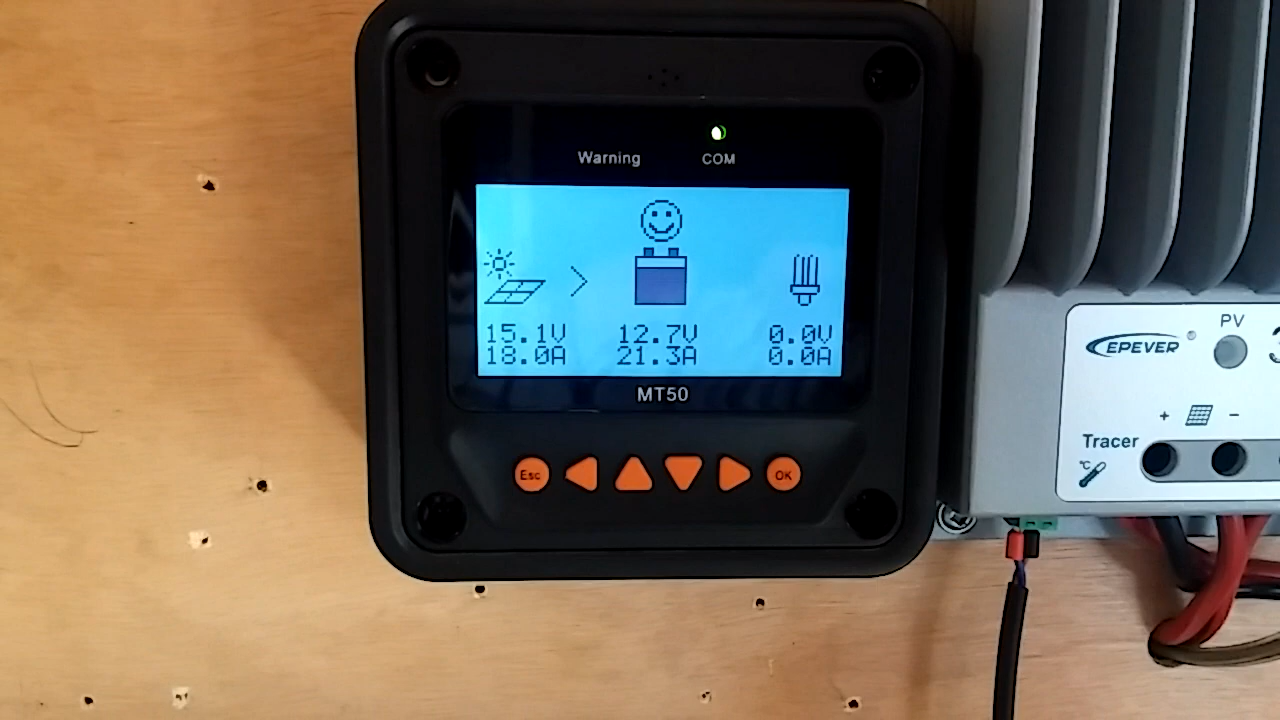 Warning COM
15.1V 12.7V 0.0V
18.0A 21.3A 0.0A
MT50
Esc OK
EPEVER ® PV
+ -
Tracer
°C